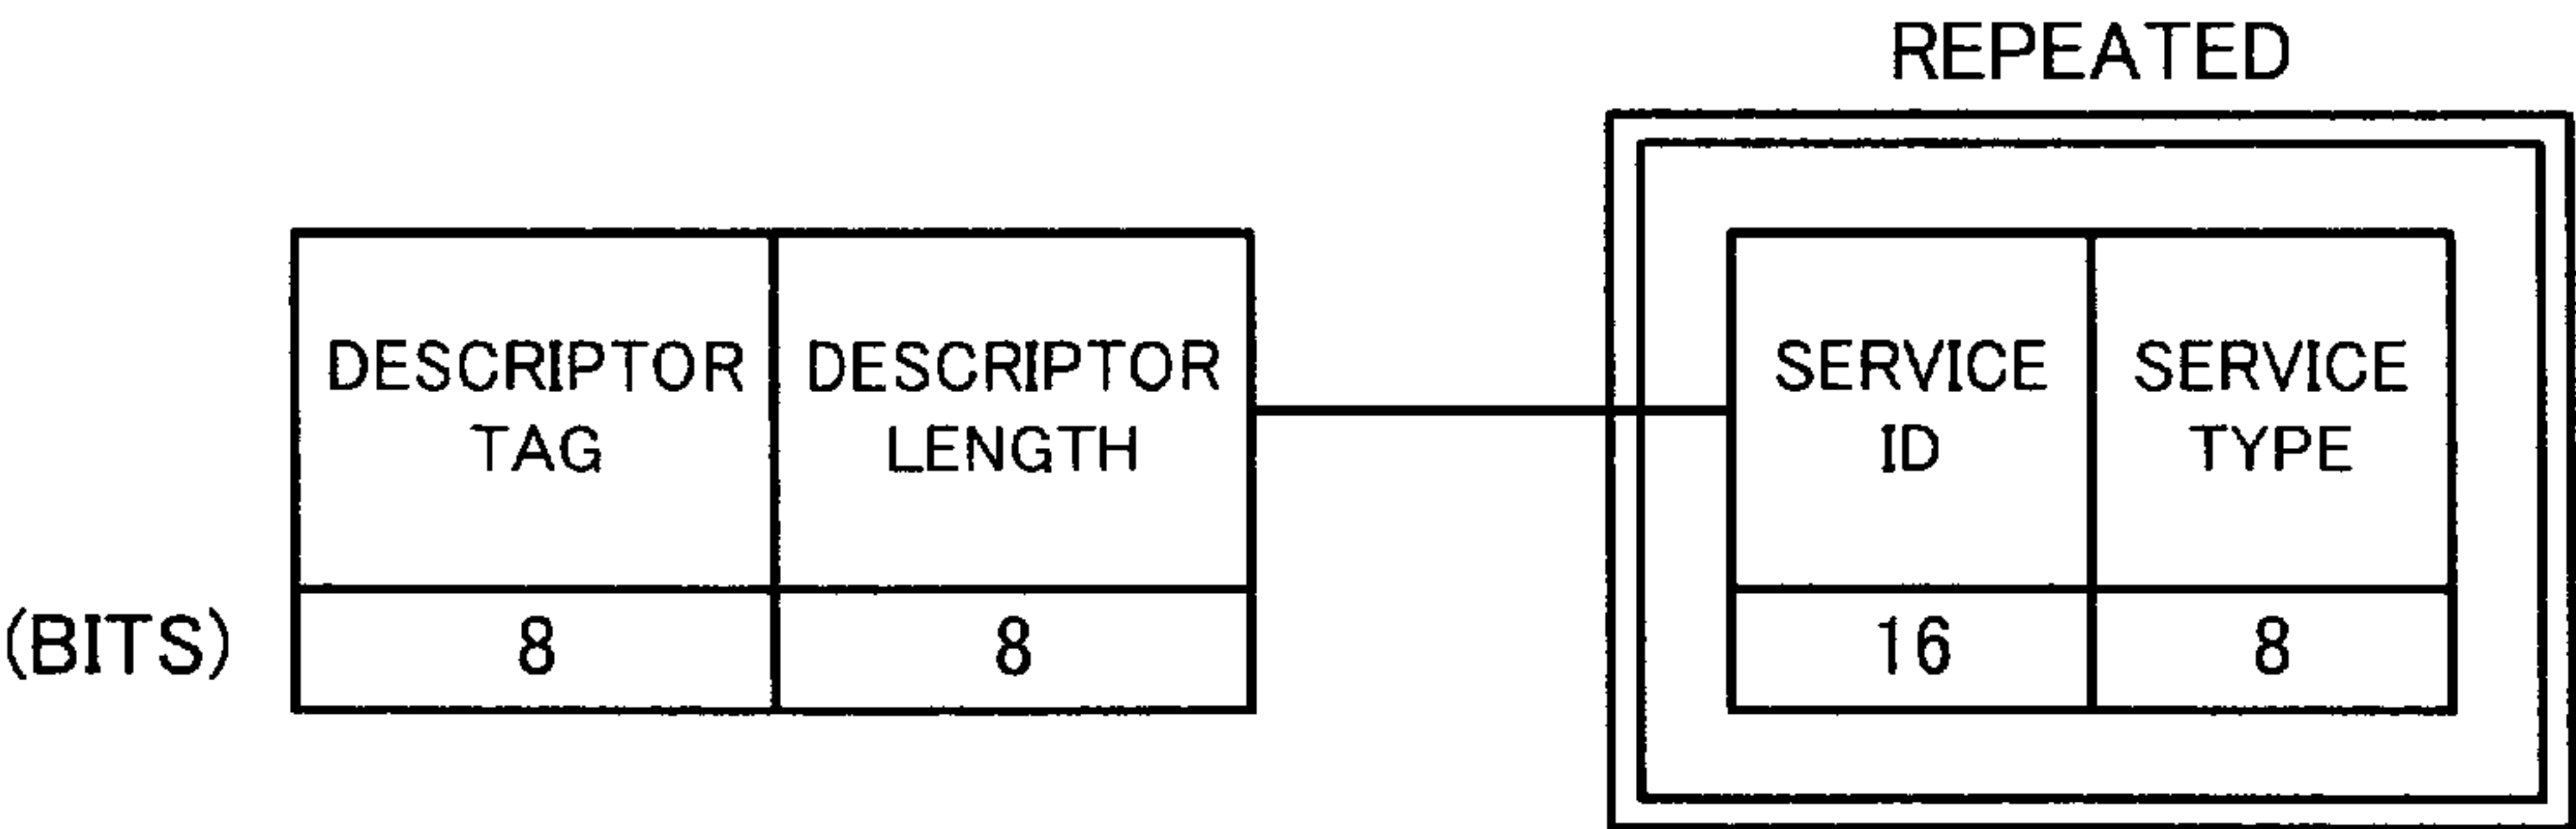 REPEATED
DESCRIPTOR TAG
DESCRIPTOR LENGTH
SERVICE ID
SERVICE TYPE
(BITS)
8
8
16
8